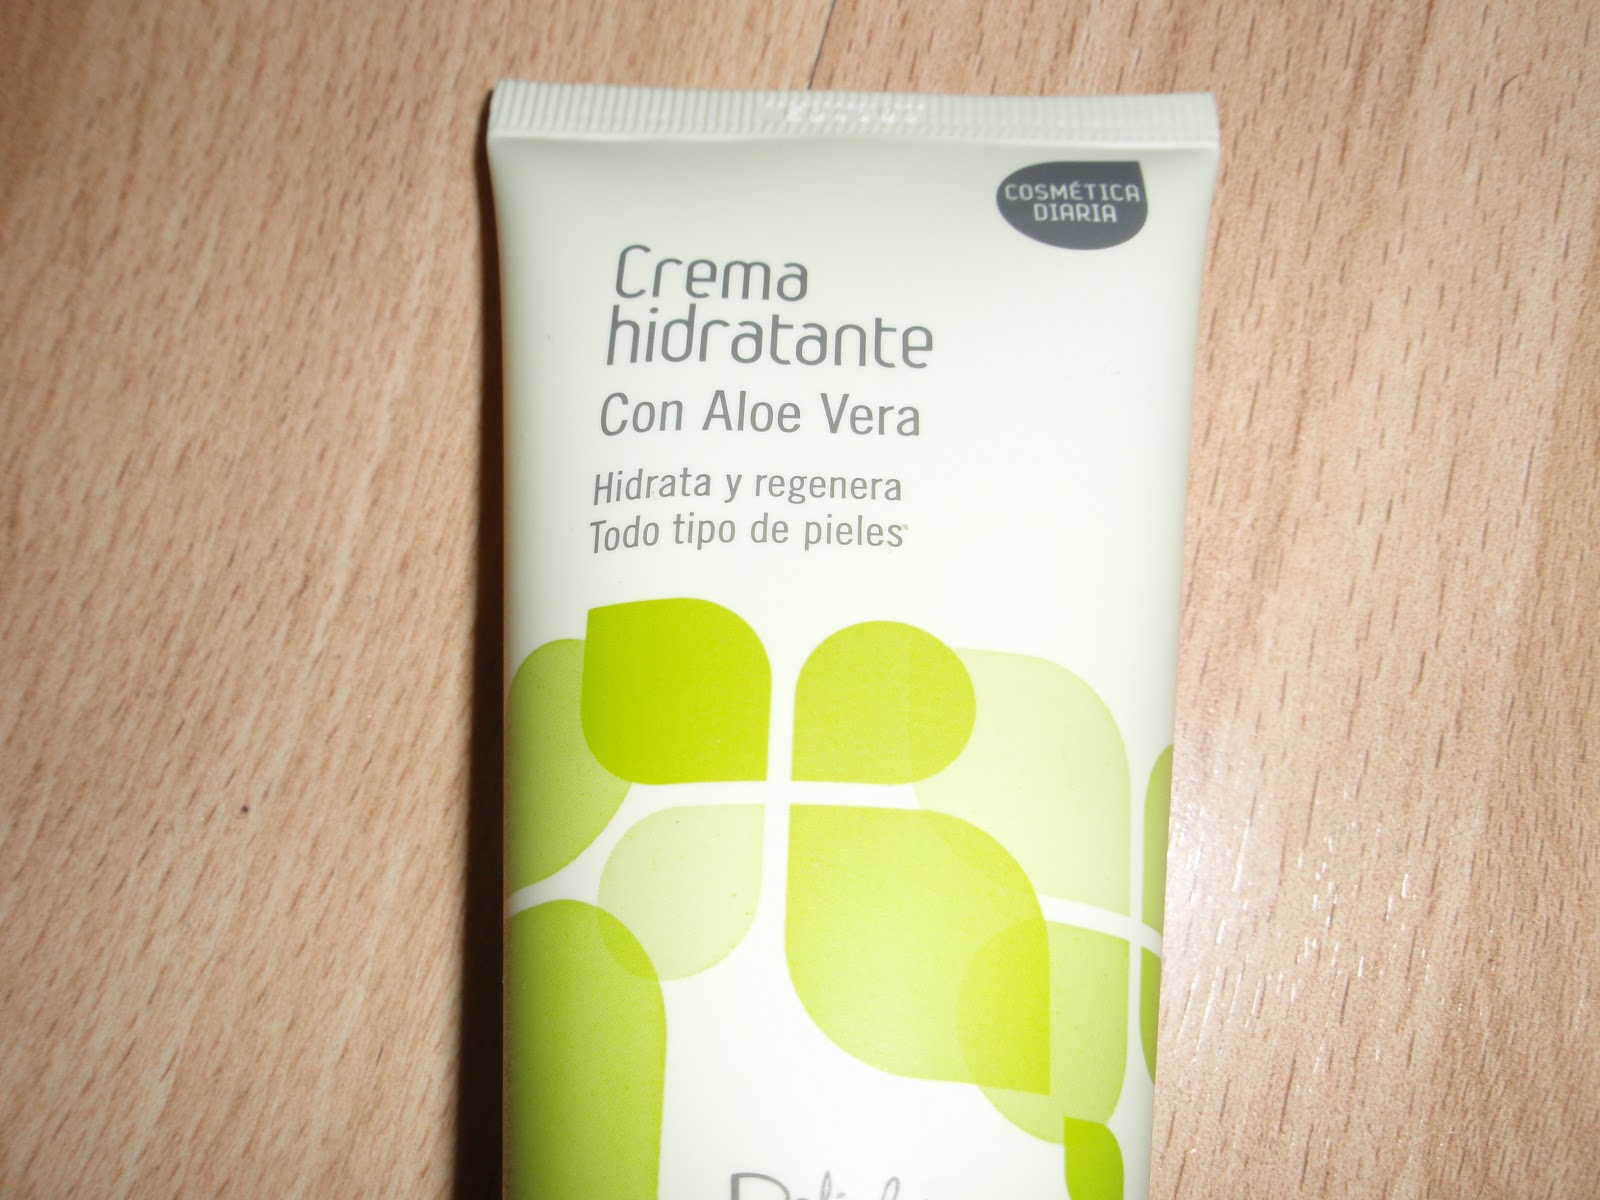 COSMÉTICA
DIARIA
Crema
hidratante
Con Aloe Vera
Hidrata y regenera
Todo tipo de pieles